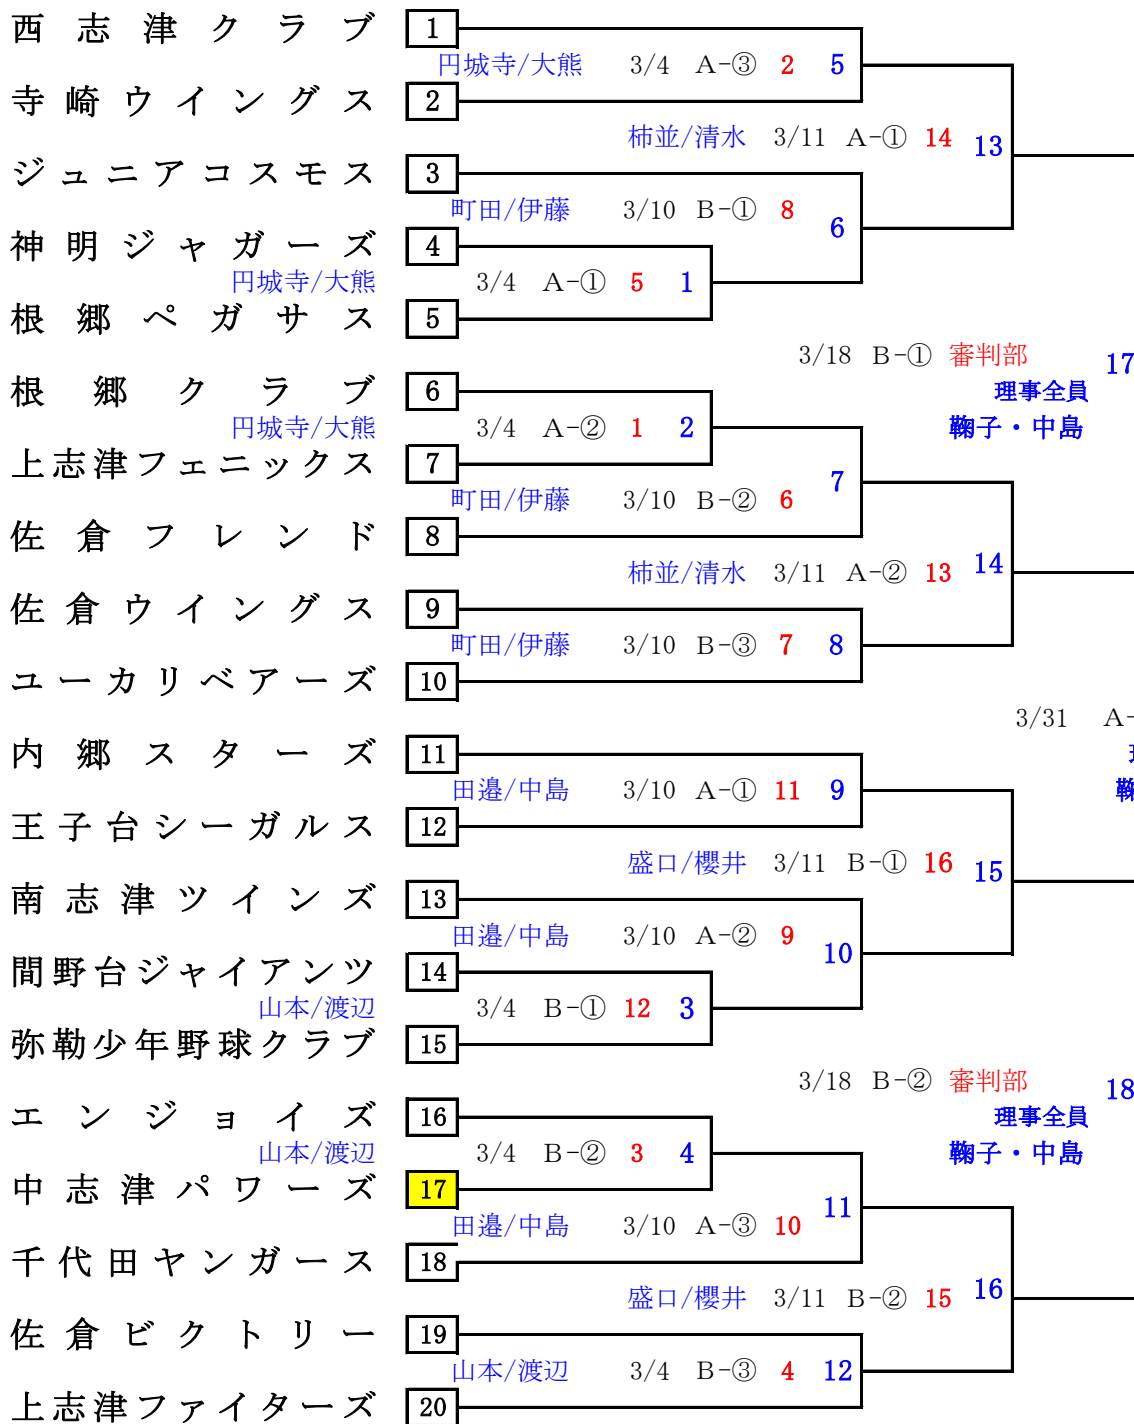 西志津クラブ 1
円城寺/大熊 3/4 A-③ 2 5
寺崎ウイングス 2
柿並/清水 3/11 A-① 14 13
ジュニアコスモス 3
町田/伊藤 3/10 B-① 8 6
神明ジャガーズ 4
円城寺/大熊 3/4 A-① 5 1
根郷ペガサス 5
3/18 B-① 審判部 17
理事全員
鞠子・中島
根郷クラブ 6
円城寺/大熊 3/4 A-② 1 2
上志津フェニックス 7
町田/伊藤 3/10 B-② 6 7
佐倉フレンド 8
柿並/清水 3/11 A-② 13 14
佐倉ウイングス 9
町田/伊藤 3/10 B-③ 7 8
ユーカリベアーズ 10
3/31 A-
内郷スターズ 11
田邉/中島 3/10 A-① 11 9
王子台シーガルス 12
盛口/櫻井 3/11 B-① 16 15
南志津ツインズ 13
田邉/中島 3/10 A-② 9 10
間野台ジャイアンツ 14
山本/渡辺 3/4 B-① 12 3
弥勒少年野球クラブ 15
3/18 B-② 審判部 18
理事全員
鞠子・中島
エンジョイズ 16
山本/渡辺 3/4 B-② 3 4
中志津パワーズ 17
田邉/中島 3/10 A-③ 10 11
千代田ヤンガース 18
盛口/櫻井 3/11 B-② 15 16
佐倉ビクトリー 19
山本/渡辺 3/4 B-③ 4 12
上志津ファイターズ 20